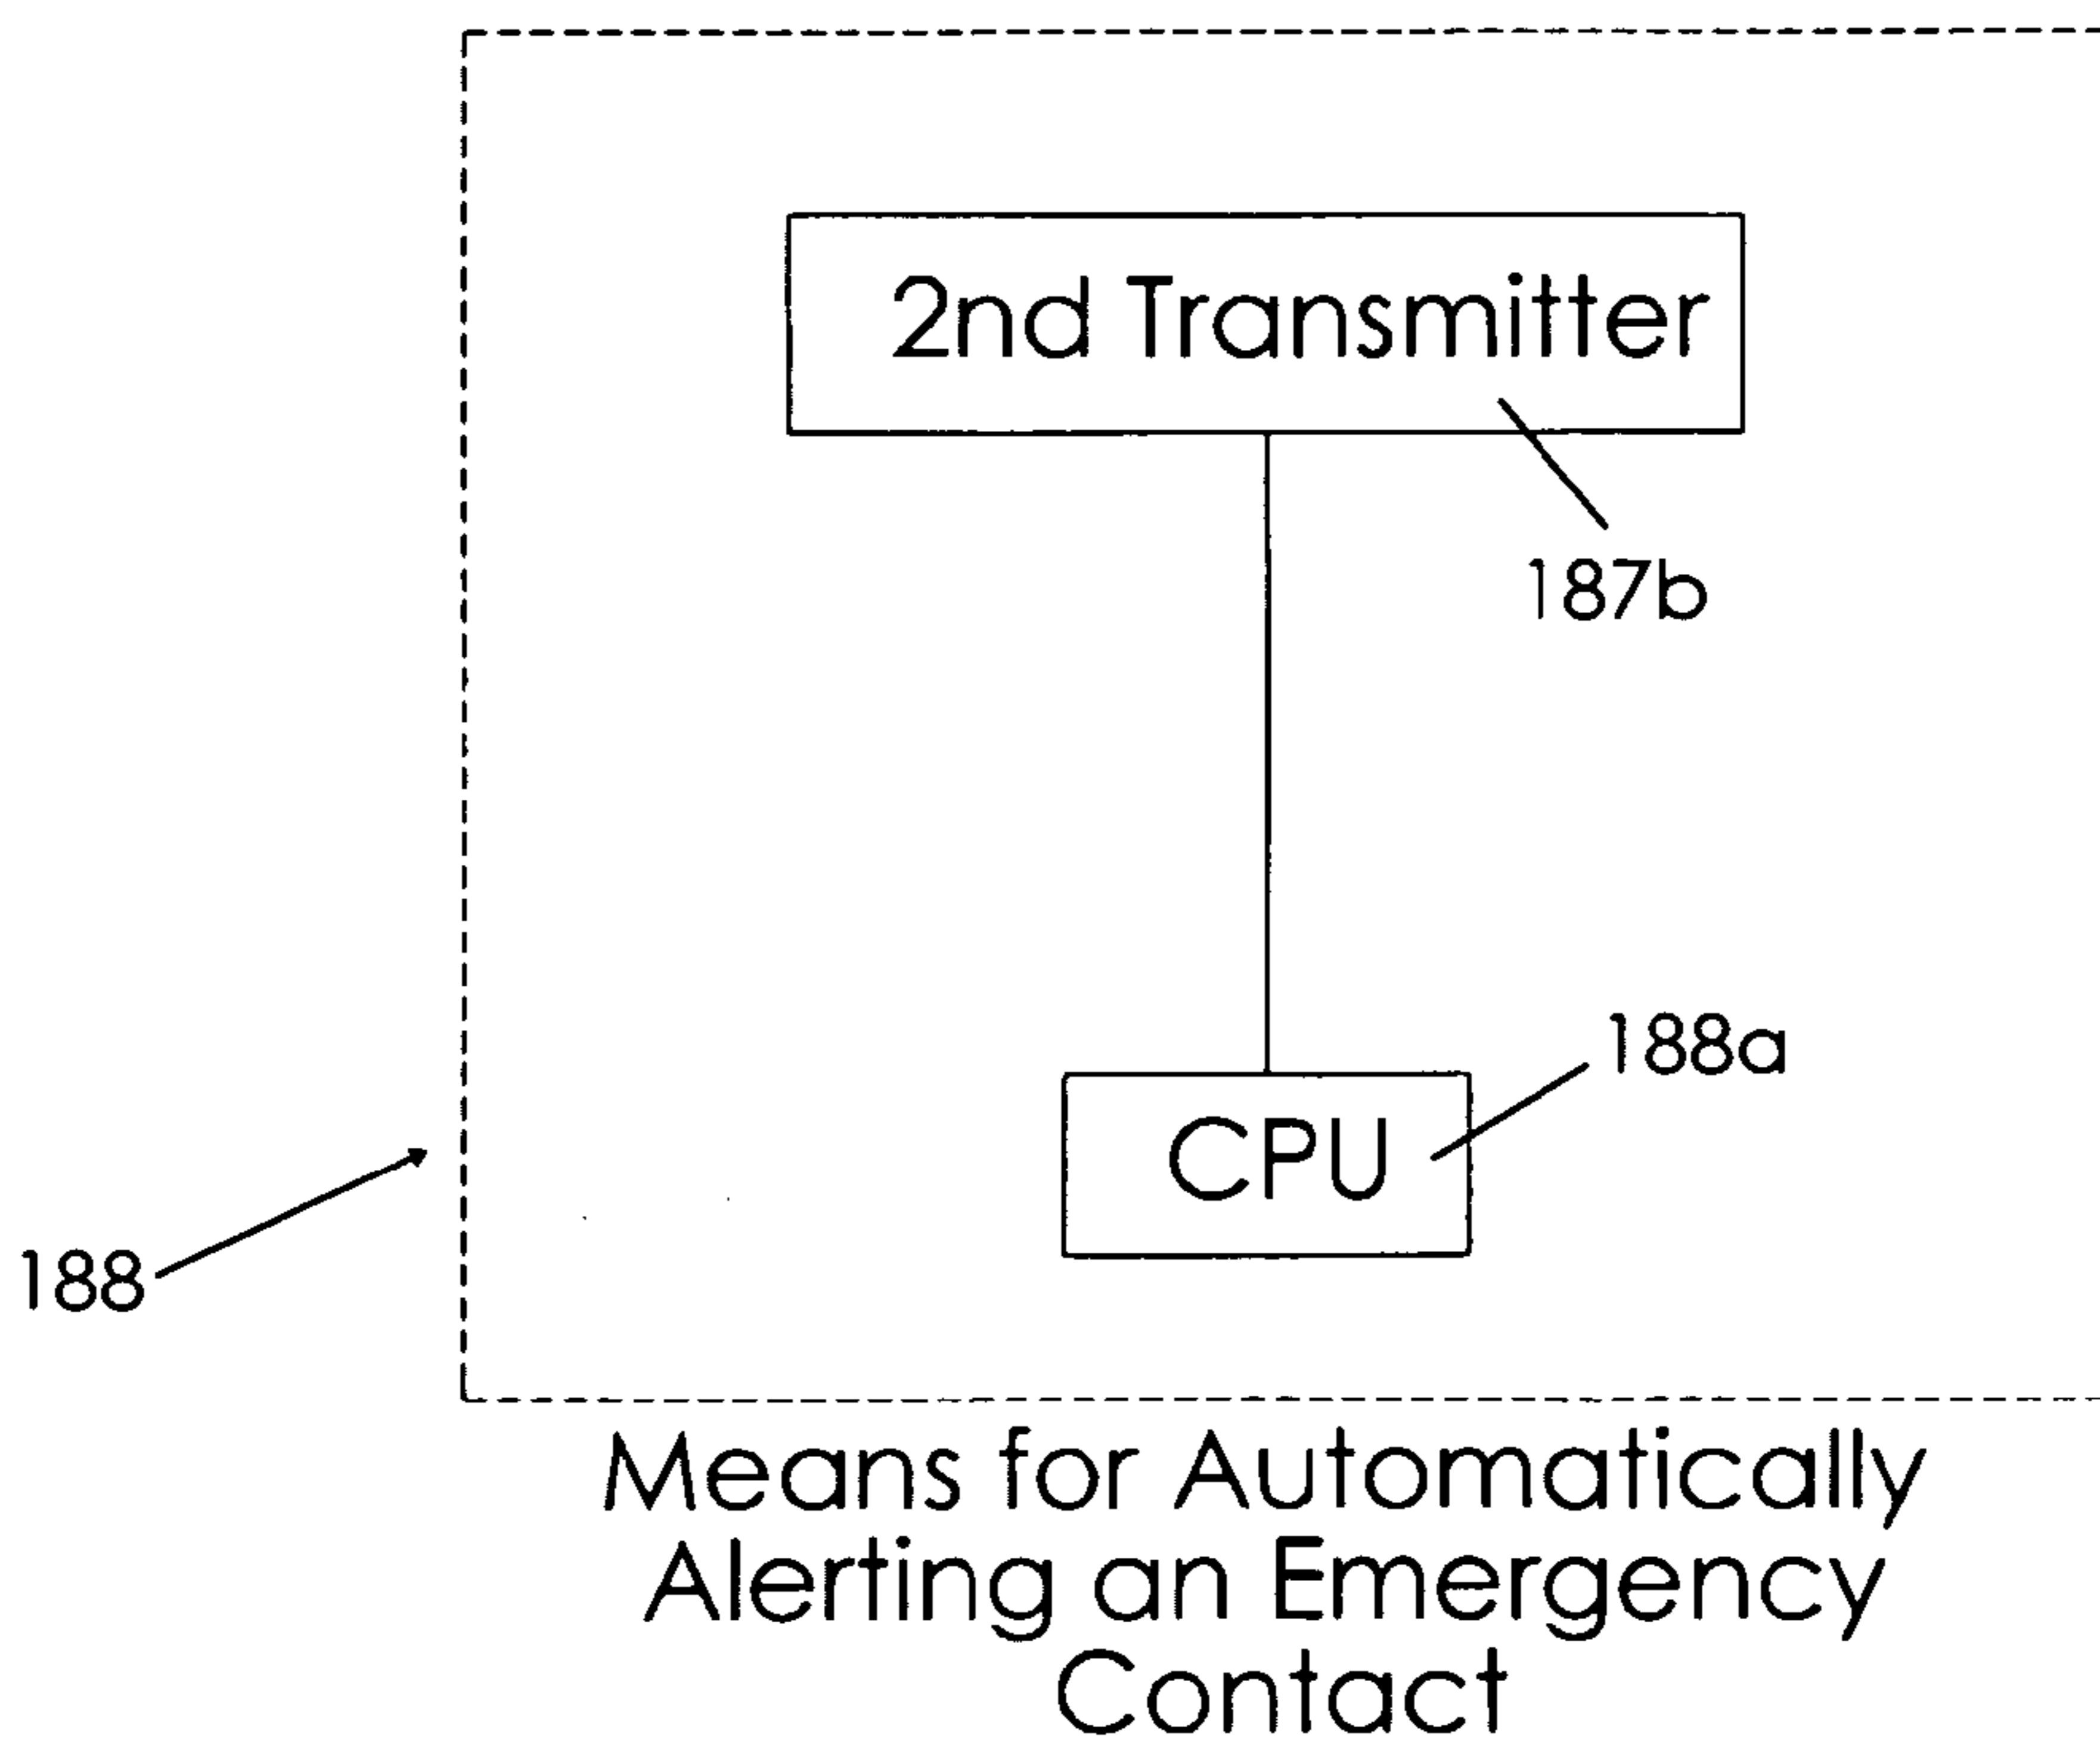 2nd Transmitter
187b
188a
CPU
188
Means for Automatically
Alerting an Emergency
Contact